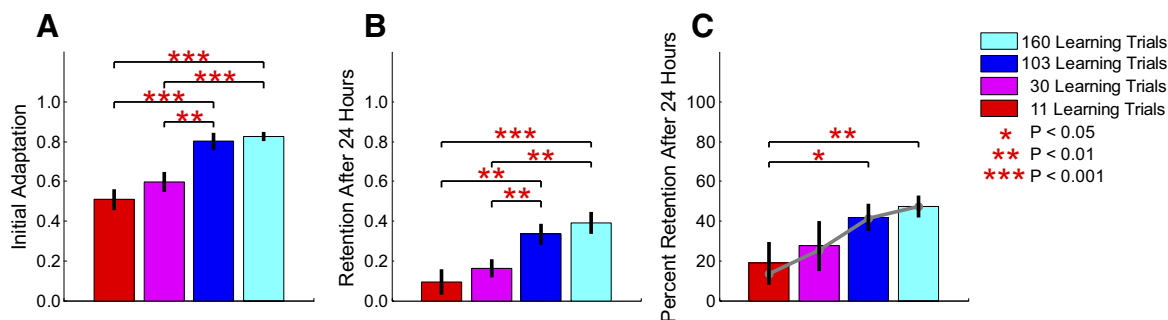 A
Initial Adaptation
1.0
0.8
0.6
0.4
0.2
0.0
***
***
***
**
B
Retention After 24 Hours
1.0
0.8
0.6
0.4
0.2
0.0
***
**
**
**
C
Percent Retention After 24 Hours
100
80
60
40
20
0
**
*
160 Learning Trials
103 Learning Trials
30 Learning Trials
11 Learning Trials
* P < 0.05
** P < 0.01
*** P < 0.001